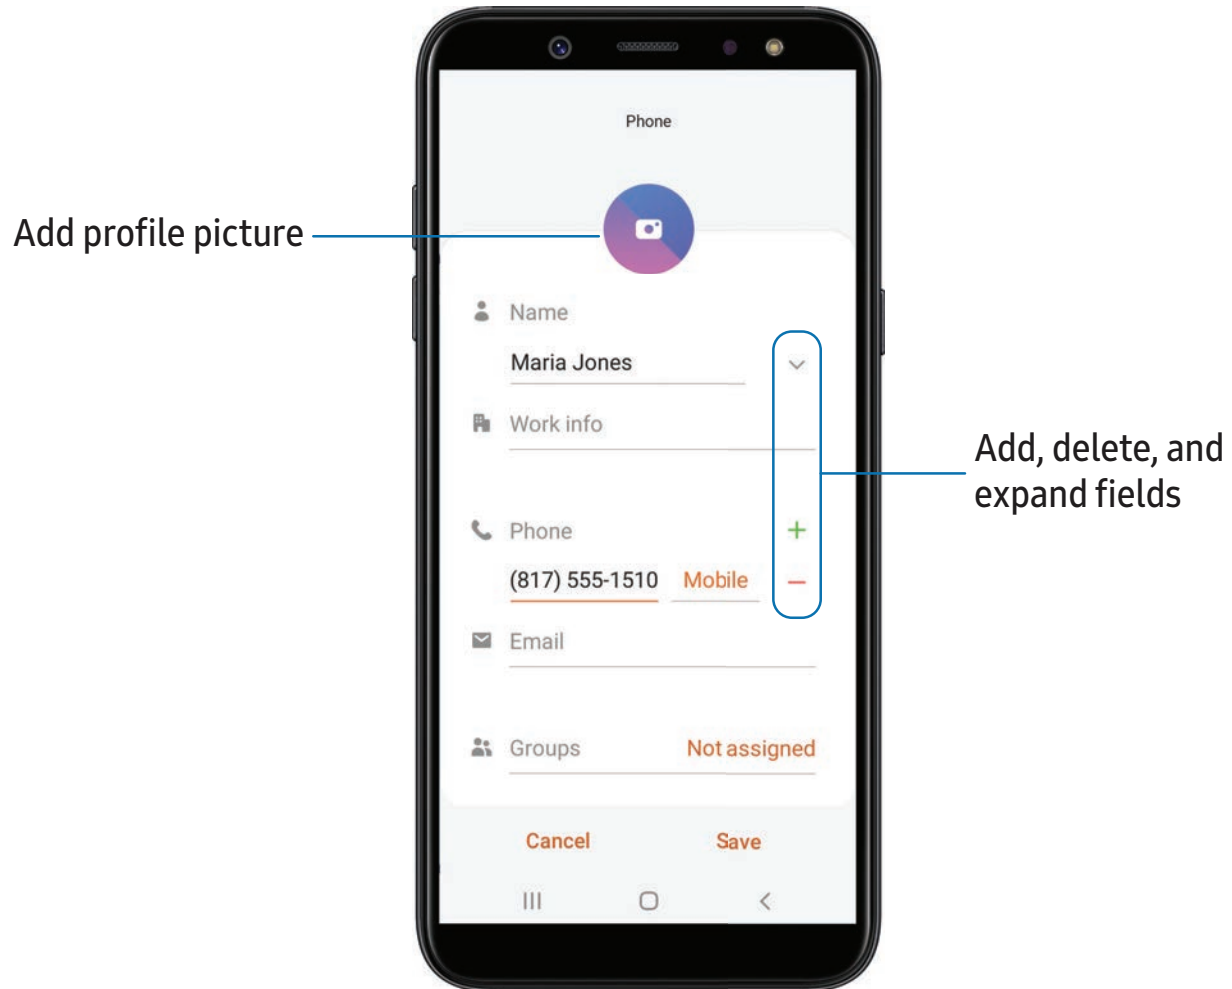 Phone
Add profile picture
Name
Maria Jones
Work info
Add, delete, and
expand fields
Phone
(817) 555-1510 Mobile
Email
Groups Not assigned
Cancel Save